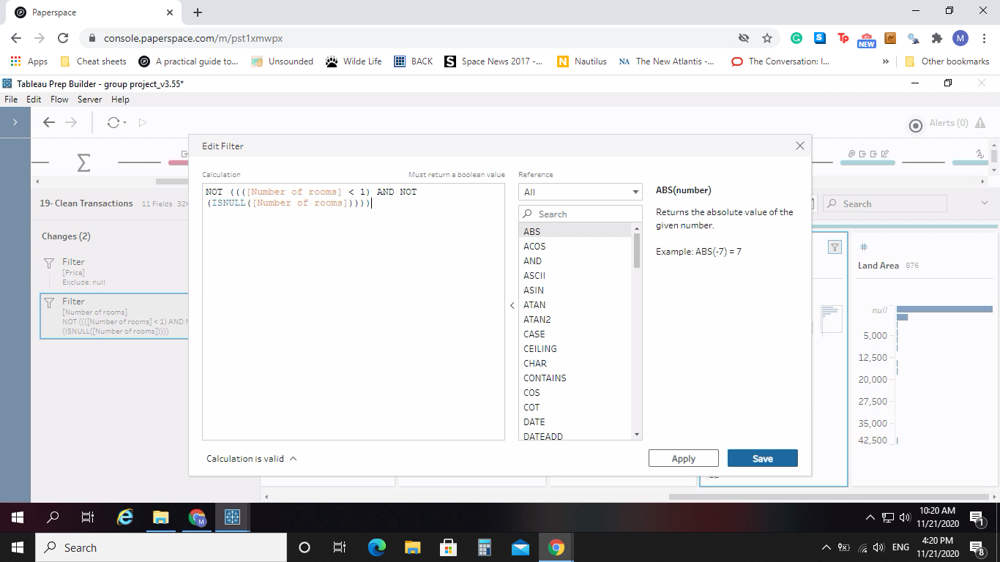 Paperspace
console.paperspace.com/m/pst1xmwpx
M
NEW
Apps
Cheat sheets
A practical guide to...
Unsounded
Wilde Life
BACK
Space News 2017 -...
Nautilus
NA The New Atlantis -...
The Conversation: I...
»
Other bookmarks
Tableau Prep Builder - group project_v3.55*
File Edit Flow Server Help
Alerts (0)
Σ
19- Clean Transactions 11 Fields
Search
Changes (2)
Filter
[Price]
Exclude: null
Filter
[Number of rooms]
NOT ((([Number of rooms] < 1) AND
(ISNULL([Number of rooms]))))
Edit Filter
Calculation
Must return a boolean value
NOT ((([Number of rooms] < 1) AND NOT
(ISNULL([Number of rooms]))))
Reference
All
Search
ABS
ACOS
AND
ASCII
ASIN
ATAN
ATAN2
CASE
CEILING
CHAR
CONTAINS
COS
COT
DATE
DATEADD
ABS(number)
Returns the absolute value of the
given number.
Example: ABS(-7) = 7
Calculation is valid
Apply
Save
#
Land Area 876
null
5,000
12,500
20,000
27,500
35,000
42,500
12
10:20 AM
11/21/2020
1
Search
ENG
4:20 PM
11/21/2020
8